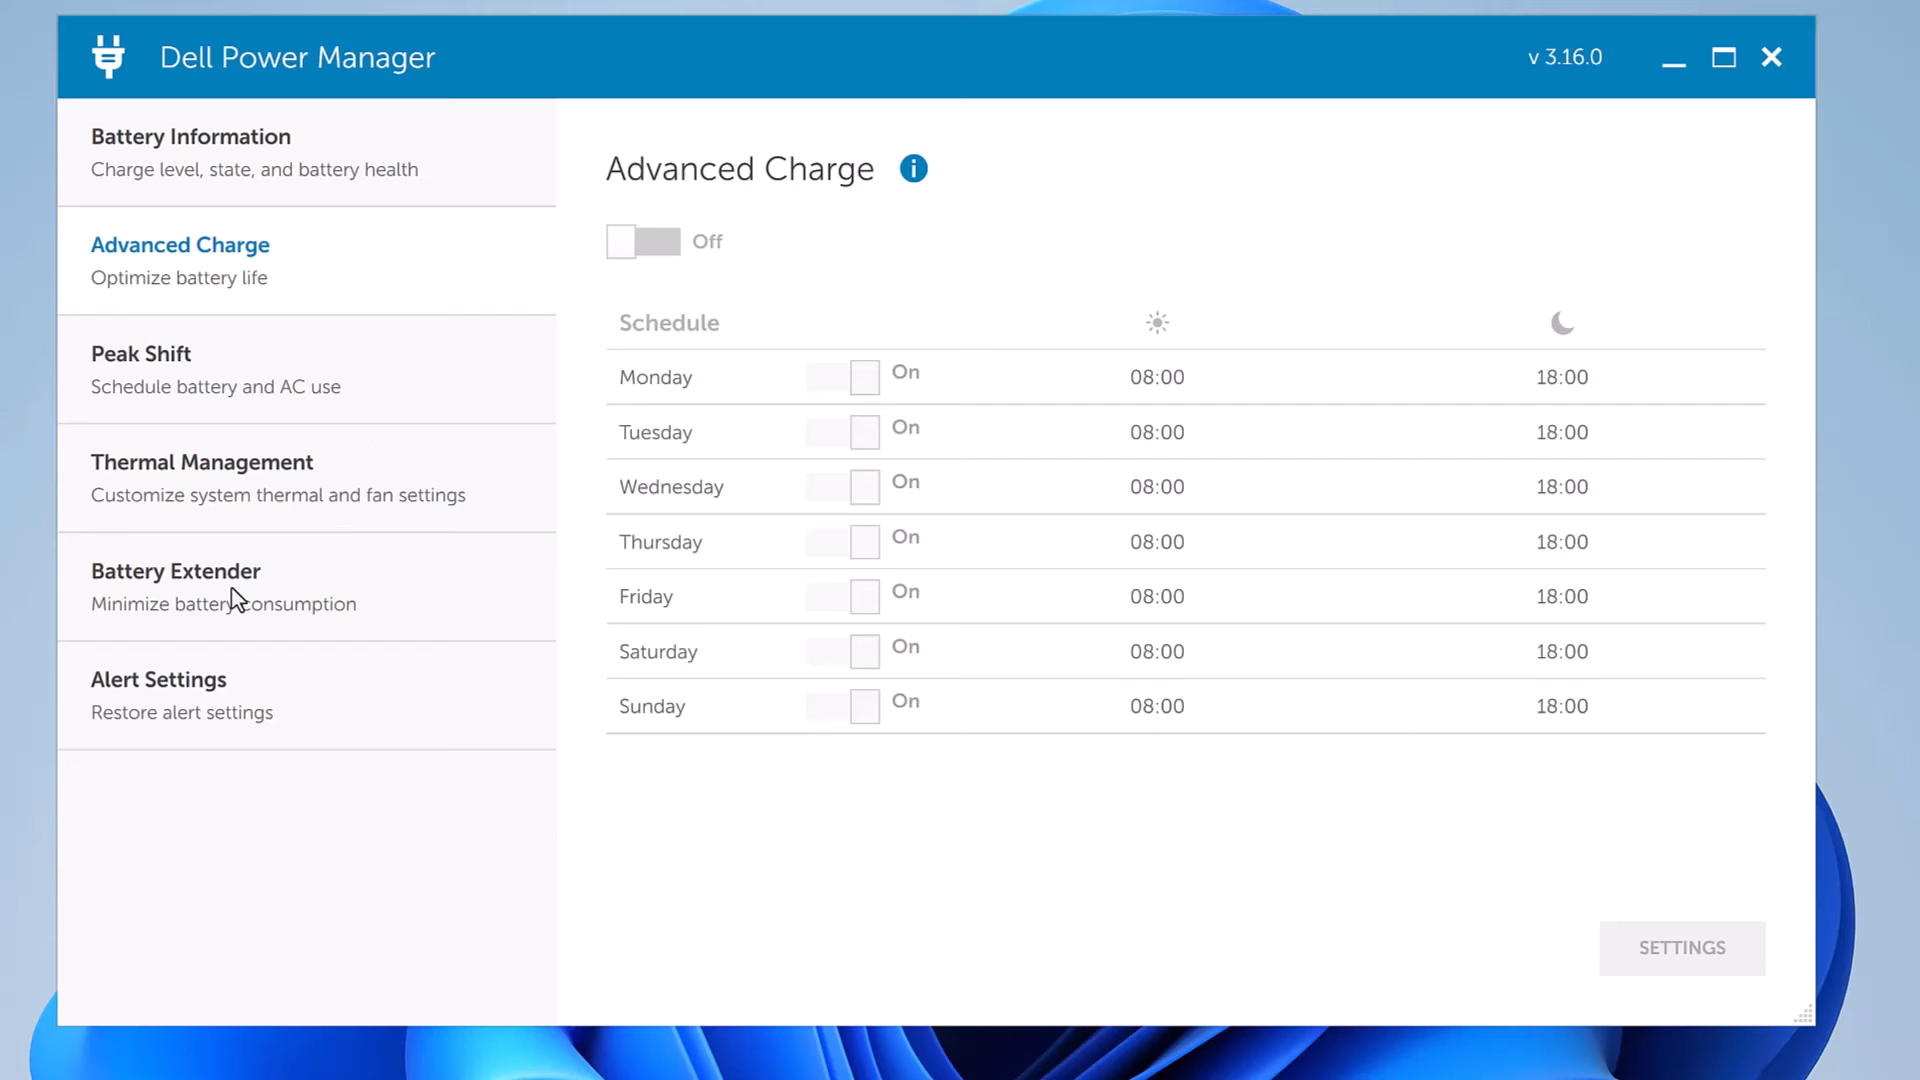 Dell Power Manager
v 3.16.0
Battery Information
Charge level, state, and battery health
Advanced Charge
Optimize battery life
Peak Shift
Schedule battery and AC use
Thermal Management
Customize system thermal and fan settings
Battery Extender
Minimize battery consumption
Alert Settings
Restore alert settings
Advanced Charge
Off
Schedule
Monday On 08:00 18:00
Tuesday On 08:00 18:00
Wednesday On 08:00 18:00
Thursday On 08:00 18:00
Friday On 08:00 18:00
Saturday On 08:00 18:00
Sunday On 08:00 18:00
SETTINGS